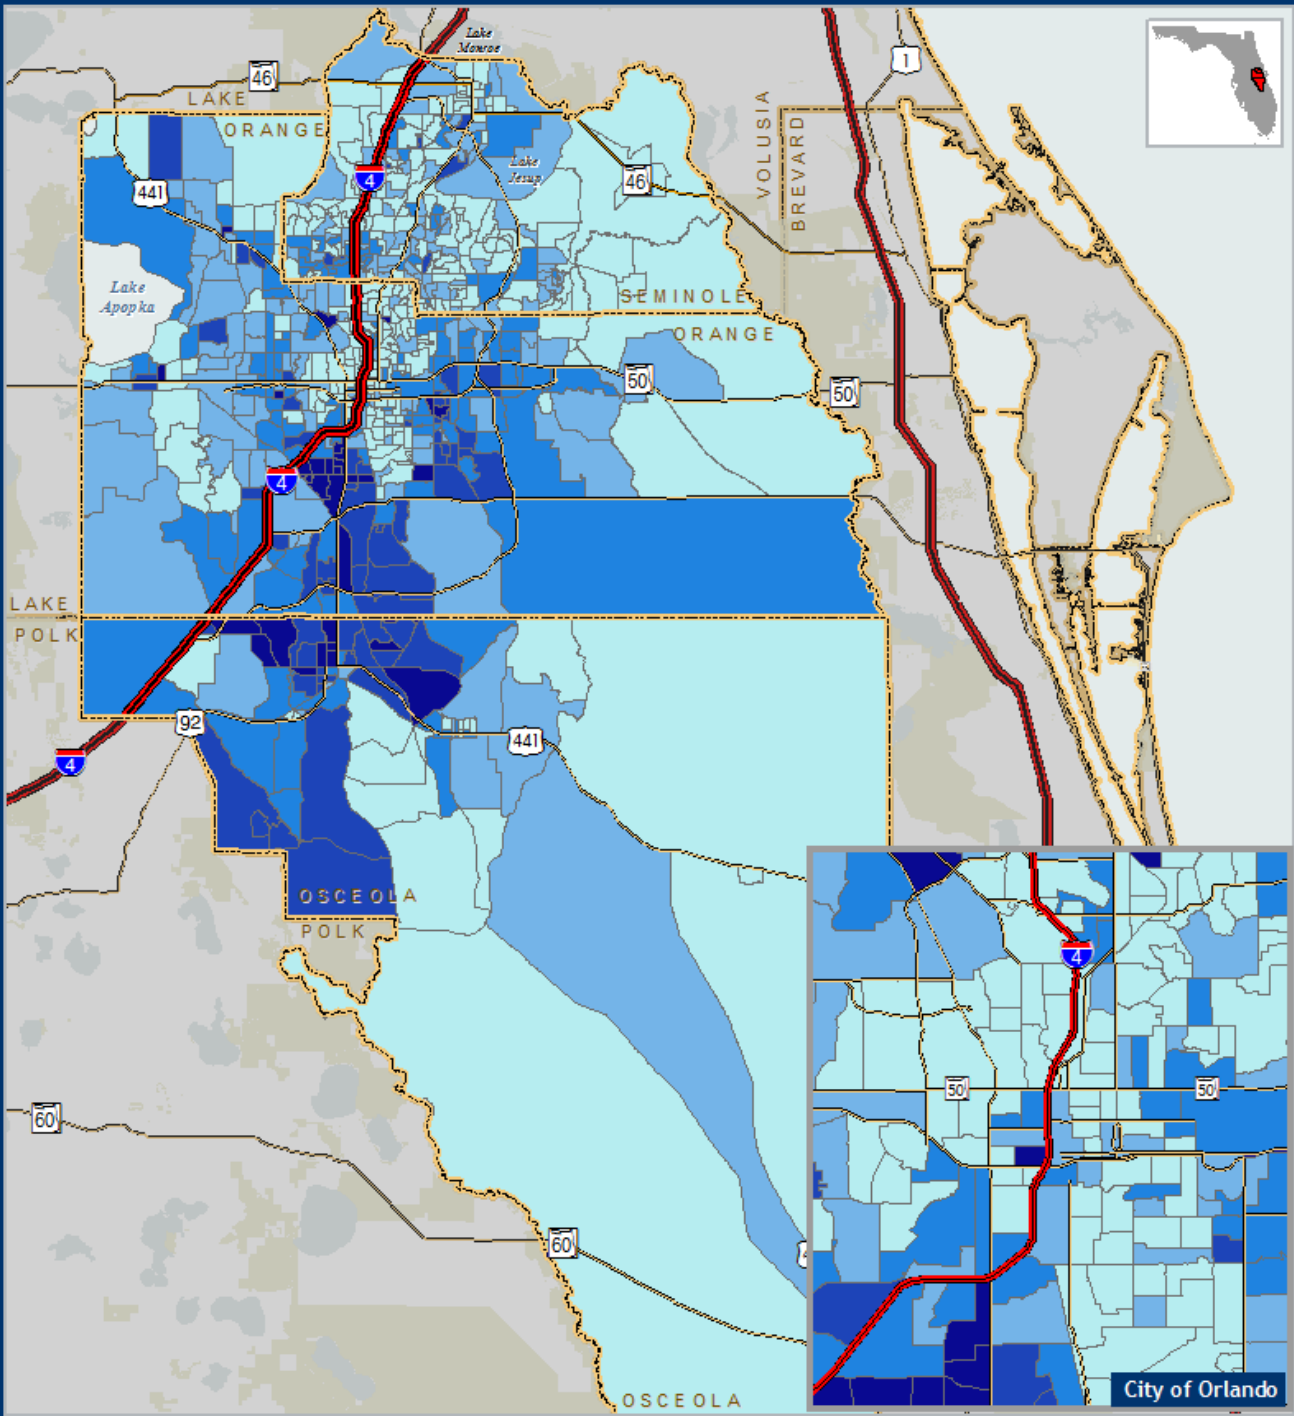 Lake
Monroe
1
46
LAKE
ORANGE
VOLUSIA
BREVARD
Lake
Jesup
4
46
441
Lake
Apopka
SEMINOLE
ORANGE
50
50
4
LAKE
POLK
92
441
4
OSCEOLA
POLK
4
50
50
60
60
OSCEOLA
City of Orlando